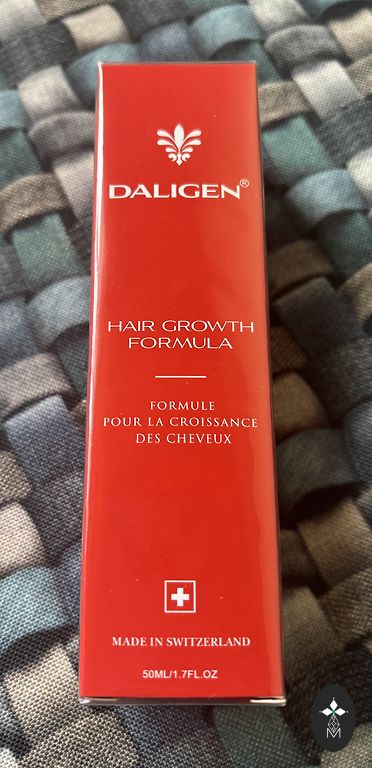 DALIGEN®
HAIR GROWTH
FORMULA
FORMULE
POUR LA CROISSANCE
DES CHEVEUX
MADE IN SWITZERLAND
50ML/1.7FL.OZ
M